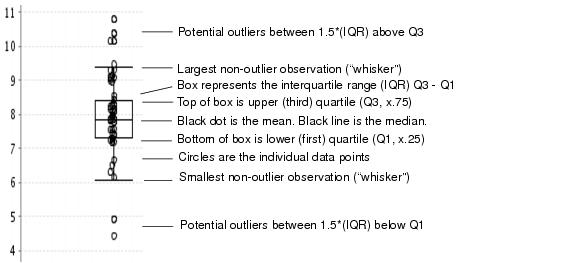 11
Potential outliers between 1.5*(IQR) above Q3
10
Largest non-outlier observation (“whisker”)
9
Box represents the interquartile range (IQR) Q3 - Q1
Top of box is upper (third) quartile (Q3, x.75)
8
Black dot is the mean. Black line is the median.
Bottom of box is lower (first) quartile (Q1, x.25)
7
Circles are the individual data points
Smallest non-outlier observation (“whisker”)
6
5
Potential outliers between 1.5*(IQR) below Q1
4